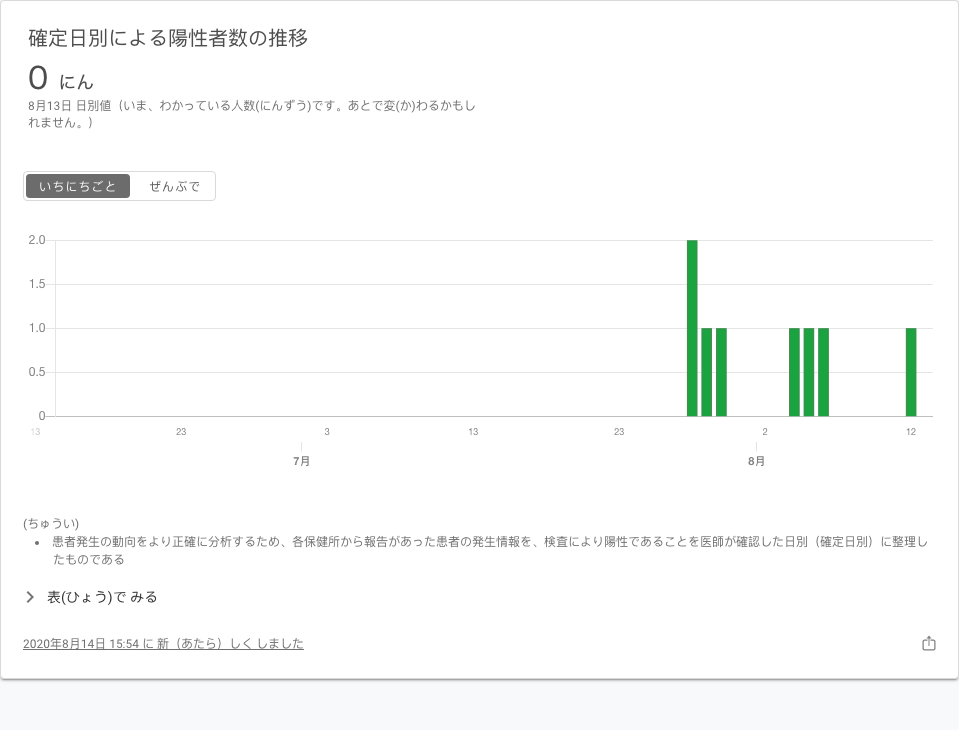 確定日別による陽性者数の推移
0 にん
8月13日 日別値（いま、わかっている人数(にんずう)です。あとで変(か)わるかもし
れません。）
いちにちごと ぜんぶで
2.0
1.5
1.0
0.5
0
13 23 3 13 23 2 12
7月 8月
(ちゅうい)
• 患者発生の動向をより正確に分析するため、各保健所から報告があった患者の発生情報を、検査により陽性であることを医師が確認した日別（確定日別）に整理し
たものである
表(ひょう)で みる
2020年8月14日 15:54 に 新（あたら）しく しました